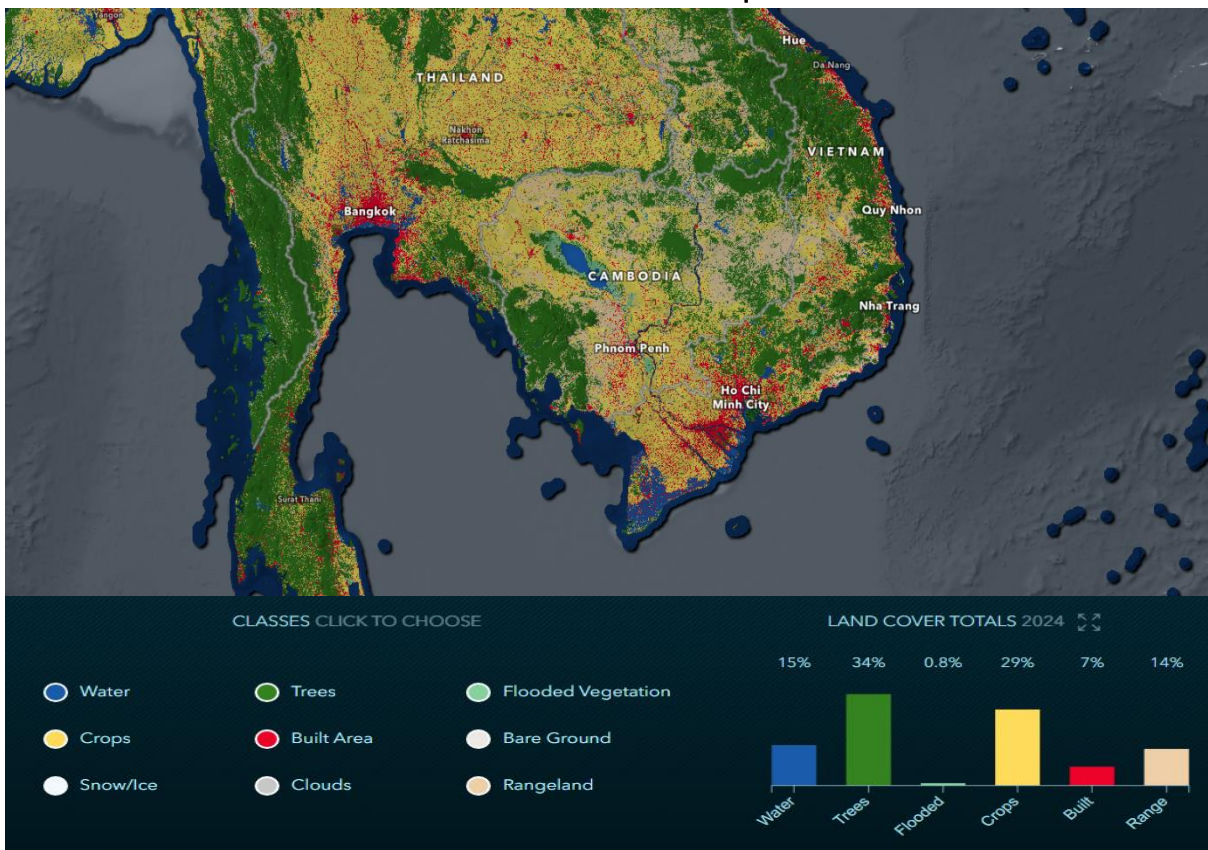 Yangon
Hue
Da Nang
THAILAND
Nakhon
Ratchasima
VIETNAM
Bangkok
Quy Nhon
CAMBODIA
Nha Trang
Phnom Penh
Ho Chi
Minh City
Surat Thani
CLASSES CLICK TO CHOOSE
LAND COVER TOTALS 2024
15% 34% 0.8% 29% 7% 14%
Water Trees Flooded Vegetation
Crops Built Area Bare Ground
Snow/Ice Clouds Rangeland
Water Trees Flooded Crops Built Range